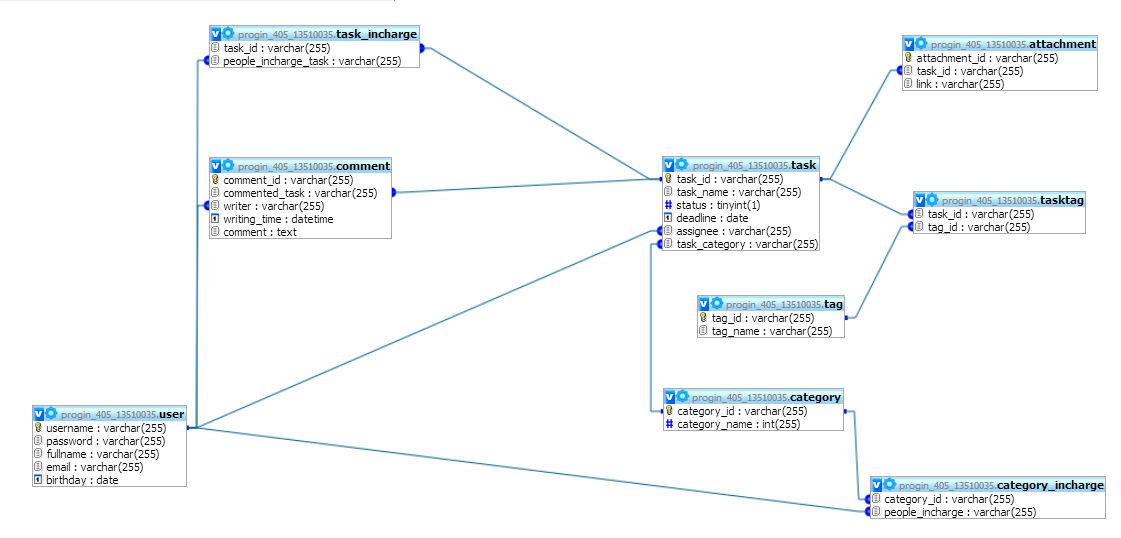 progin_405_13510035.task_incharge
task_id : varchar(255)
people_incharge_task : varchar(255)
progin_405_13510035.attachment
attachment_id : varchar(255)
task_id : varchar(255)
link : varchar(255)
progin_405_13510035.comment
comment_id : varchar(255)
commented_task : varchar(255)
writer : varchar(255)
writing_time : datetime
comment : text
progin_405_13510035.task
task_id : varchar(255)
task_name : varchar(255)
# status : tinyint(1)
deadline : date
assignee : varchar(255)
task_category : varchar(255)
progin_405_13510035.tasktag
task_id : varchar(255)
tag_id : varchar(255)
progin_405_13510035.tag
tag_id : varchar(255)
tag_name : varchar(255)
progin_405_13510035.user
username : varchar(255)
password : varchar(255)
fullname : varchar(255)
email : varchar(255)
birthday : date
progin_405_13510035.category
category_id : varchar(255)
# category_name : int(255)
progin_405_13510035.category_incharge
category_id : varchar(255)
people_incharge : varchar(255)